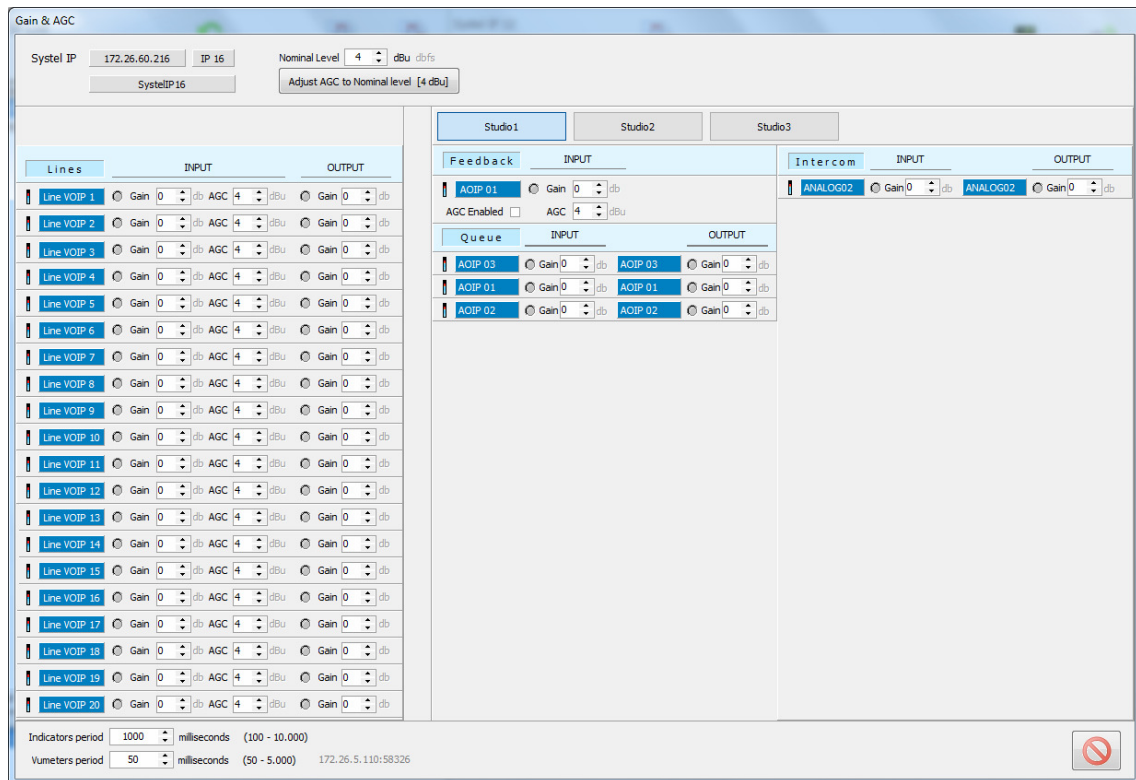 Gain & AGC
Systel IP 172.26.60.216 IP 16 Nominal Level 4 dBu dbfs
SystelIP16 Adjust AGC to Nominal level [4 dBu]
Studio1 Studio2 Studio3
Lines INPUT OUTPUT
Line VOIP 1 Gain 0 db AGC 4 dBu Gain 0 db
Line VOIP 2 Gain 0 db AGC 4 dBu Gain 0 db
Line VOIP 3 Gain 0 db AGC 4 dBu Gain 0 db
Line VOIP 4 Gain 0 db AGC 4 dBu Gain 0 db
Line VOIP 5 Gain 0 db AGC 4 dBu Gain 0 db
Line VOIP 6 Gain 0 db AGC 4 dBu Gain 0 db
Line VOIP 7 Gain 0 db AGC 4 dBu Gain 0 db
Line VOIP 8 Gain 0 db AGC 4 dBu Gain 0 db
Line VOIP 9 Gain 0 db AGC 4 dBu Gain 0 db
Line VOIP 10 Gain 0 db AGC 4 dBu Gain 0 db
Line VOIP 11 Gain 0 db AGC 4 dBu Gain 0 db
Line VOIP 12 Gain 0 db AGC 4 dBu Gain 0 db
Line VOIP 13 Gain 0 db AGC 4 dBu Gain 0 db
Line VOIP 14 Gain 0 db AGC 4 dBu Gain 0 db
Line VOIP 15 Gain 0 db AGC 4 dBu Gain 0 db
Line VOIP 16 Gain 0 db AGC 4 dBu Gain 0 db
Line VOIP 17 Gain 0 db AGC 4 dBu Gain 0 db
Line VOIP 18 Gain 0 db AGC 4 dBu Gain 0 db
Line VOIP 19 Gain 0 db AGC 4 dBu Gain 0 db
Line VOIP 20 Gain 0 db AGC 4 dBu Gain 0 db
Feedback INPUT
AOIP 01 Gain 0 db
AGC Enabled AGC 4 dBu
Queue INPUT OUTPUT
AOIP 03 Gain 0 db AOIP 03 Gain 0 db
AOIP 01 Gain 0 db AOIP 01 Gain 0 db
AOIP 02 Gain 0 db AOIP 02 Gain 0 db
Intercom INPUT OUTPUT
ANALOG02 Gain 0 db ANALOG02 Gain 0 db
Indicators period 1000 miliseconds (100 - 10.000)
Vumeters period 50 miliseconds (50 - 5.000) 172.26.5.110:58326